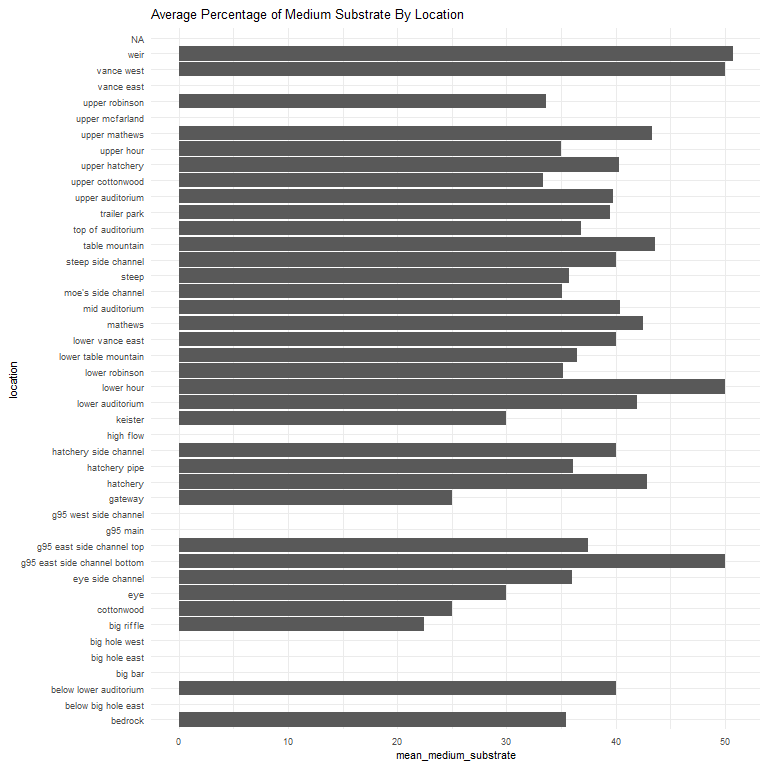 Average Percentage of Medium Substrate By Location
NA
weir
vance west
vance east
upper robinson
upper mcfarland
upper mathews
upper hour
upper hatchery
upper cottonwood
upper auditorium
trailer park
top of auditorium
table mountain
steep side channel
steep
moe's side channel
mid auditorium
mathews
lower vance east
lower table mountain
lower robinson
lower hour
lower auditorium
keister
high flow
hatchery side channel
hatchery pipe
hatchery
gateway
g95 west side channel
g95 main
g95 east side channel top
g95 east side channel bottom
eye side channel
eye
cottonwood
big riffle
big hole west
big hole east
big bar
below lower auditorium
below big hole east
bedrock
location
0 10 20 30 40 50
mean_medium_substrate